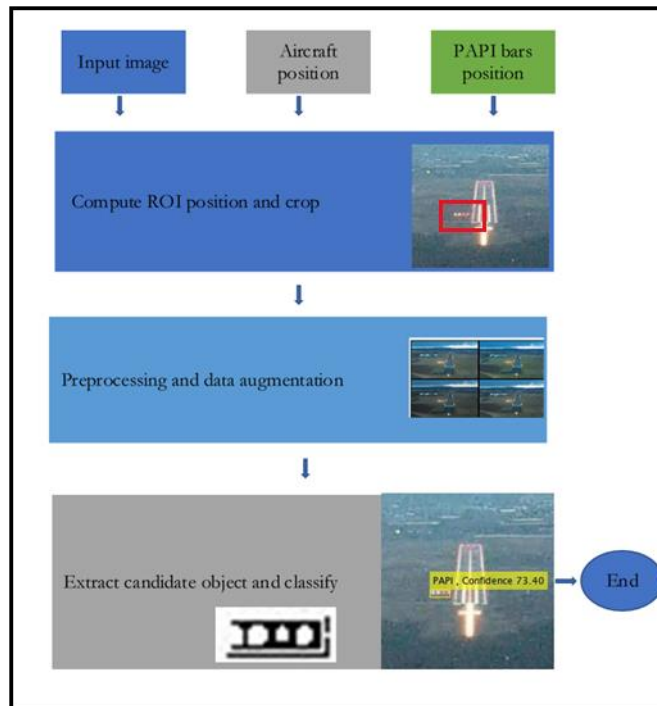 Input image
Aircraft
position
PAPI bars
position
Compute ROI position and crop
Preprocessing and data augmentation
Extract candidate object and classify
PAPI , Confidence 73.40
End